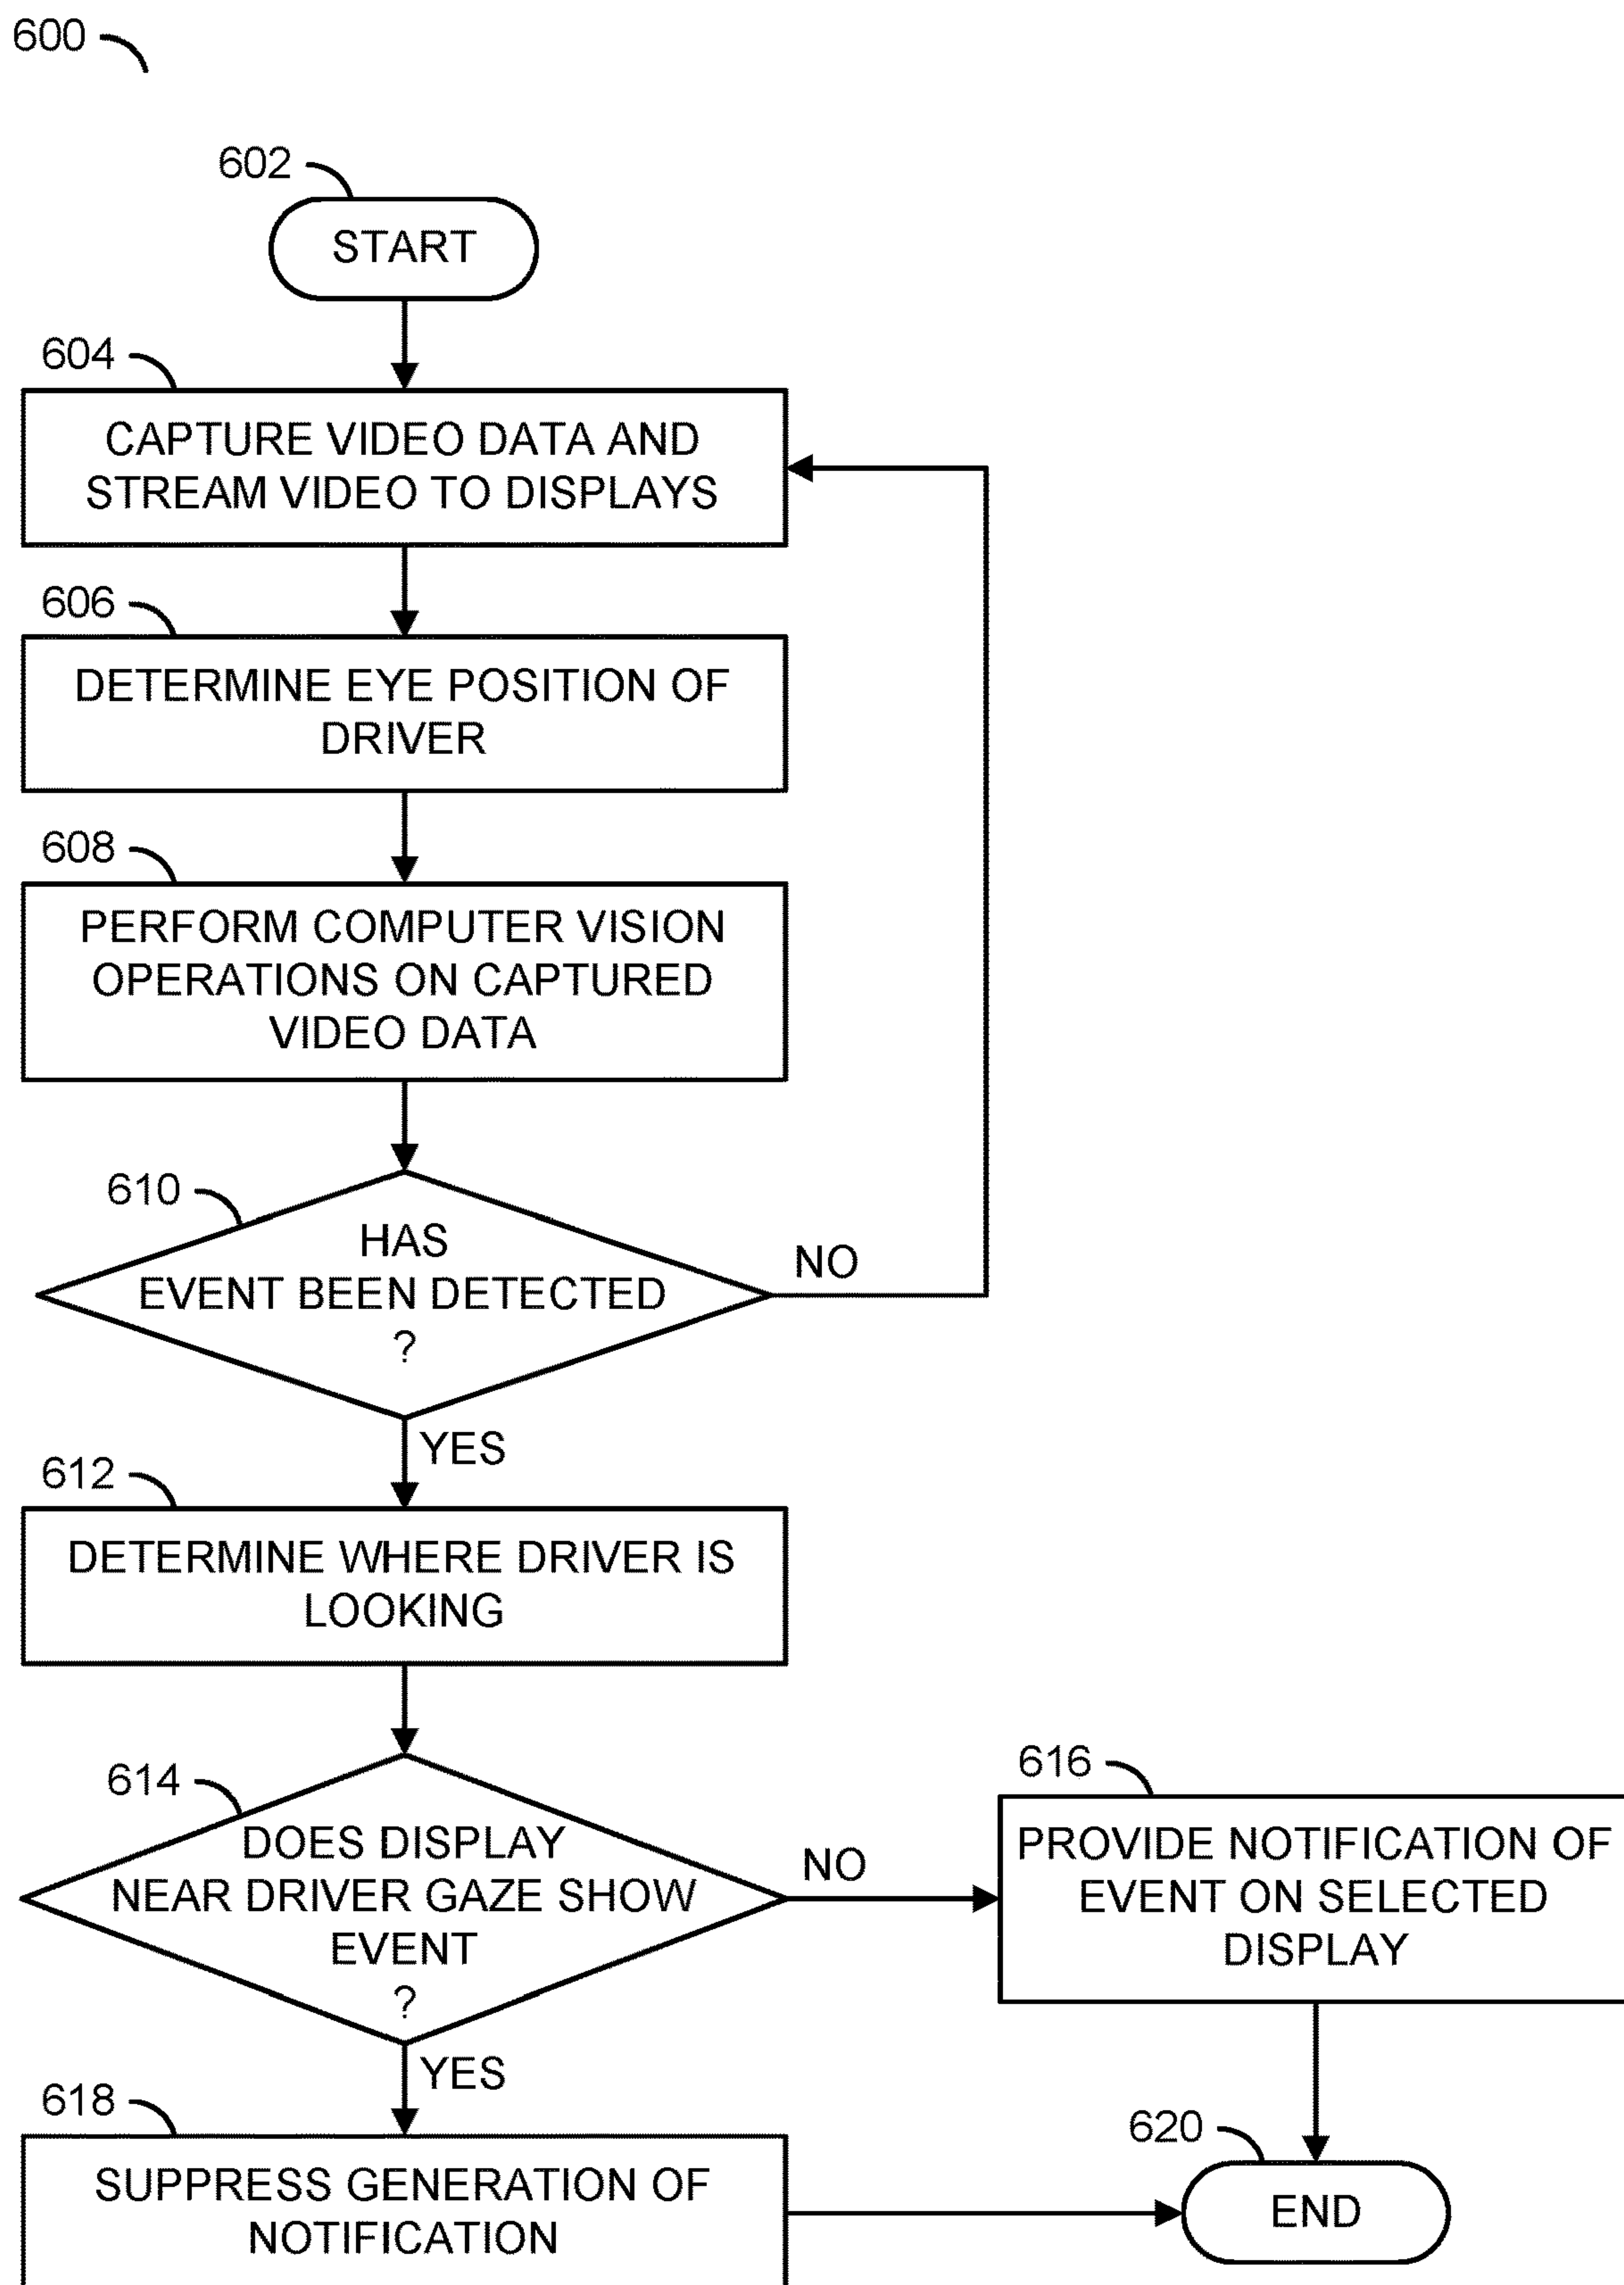 600
602
START
604
CAPTURE VIDEO DATA AND
STREAM VIDEO TO DISPLAYS
606
DETERMINE EYE POSITION OF
DRIVER
608
PERFORM COMPUTER VISION
OPERATIONS ON CAPTURED
VIDEO DATA
610
HAS
EVENT BEEN DETECTED
?
NO
YES
612
DETERMINE WHERE DRIVER IS
LOOKING
614
DOES DISPLAY
NEAR DRIVER GAZE SHOW
EVENT
?
NO
616
PROVIDE NOTIFICATION OF
EVENT ON SELECTED
DISPLAY
YES
618
SUPPRESS GENERATION OF
NOTIFICATION
620
END